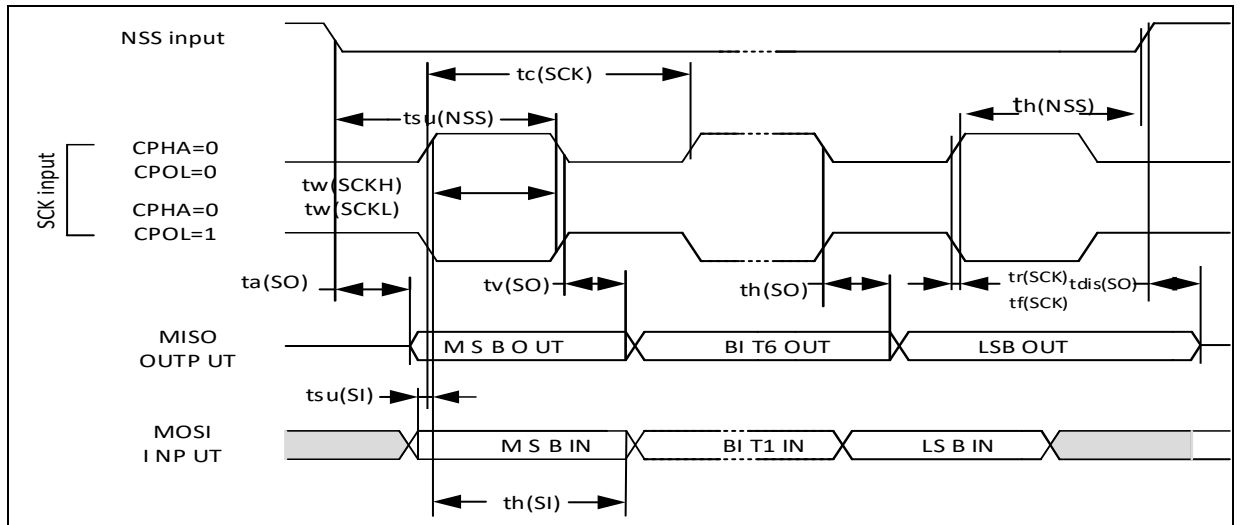 NSS input
tc(SCK)
tsu(NSS)
th(NSS)
SCK input
CPHA=0
CPOL=0
CPHA=0
CPOL=1
tw(SCKH)
tw(SCKL)
ta(SO)
tv(SO)
th(SO)
tr(SCK)
tf(SCK)
tdis(SO)
MISO
OUTP UT
M S B O UT
BI T6 OUT
LSB OUT
tsu(SI)
MOSI
I NP UT
M S B IN
BI T1 IN
LS B IN
th(SI)